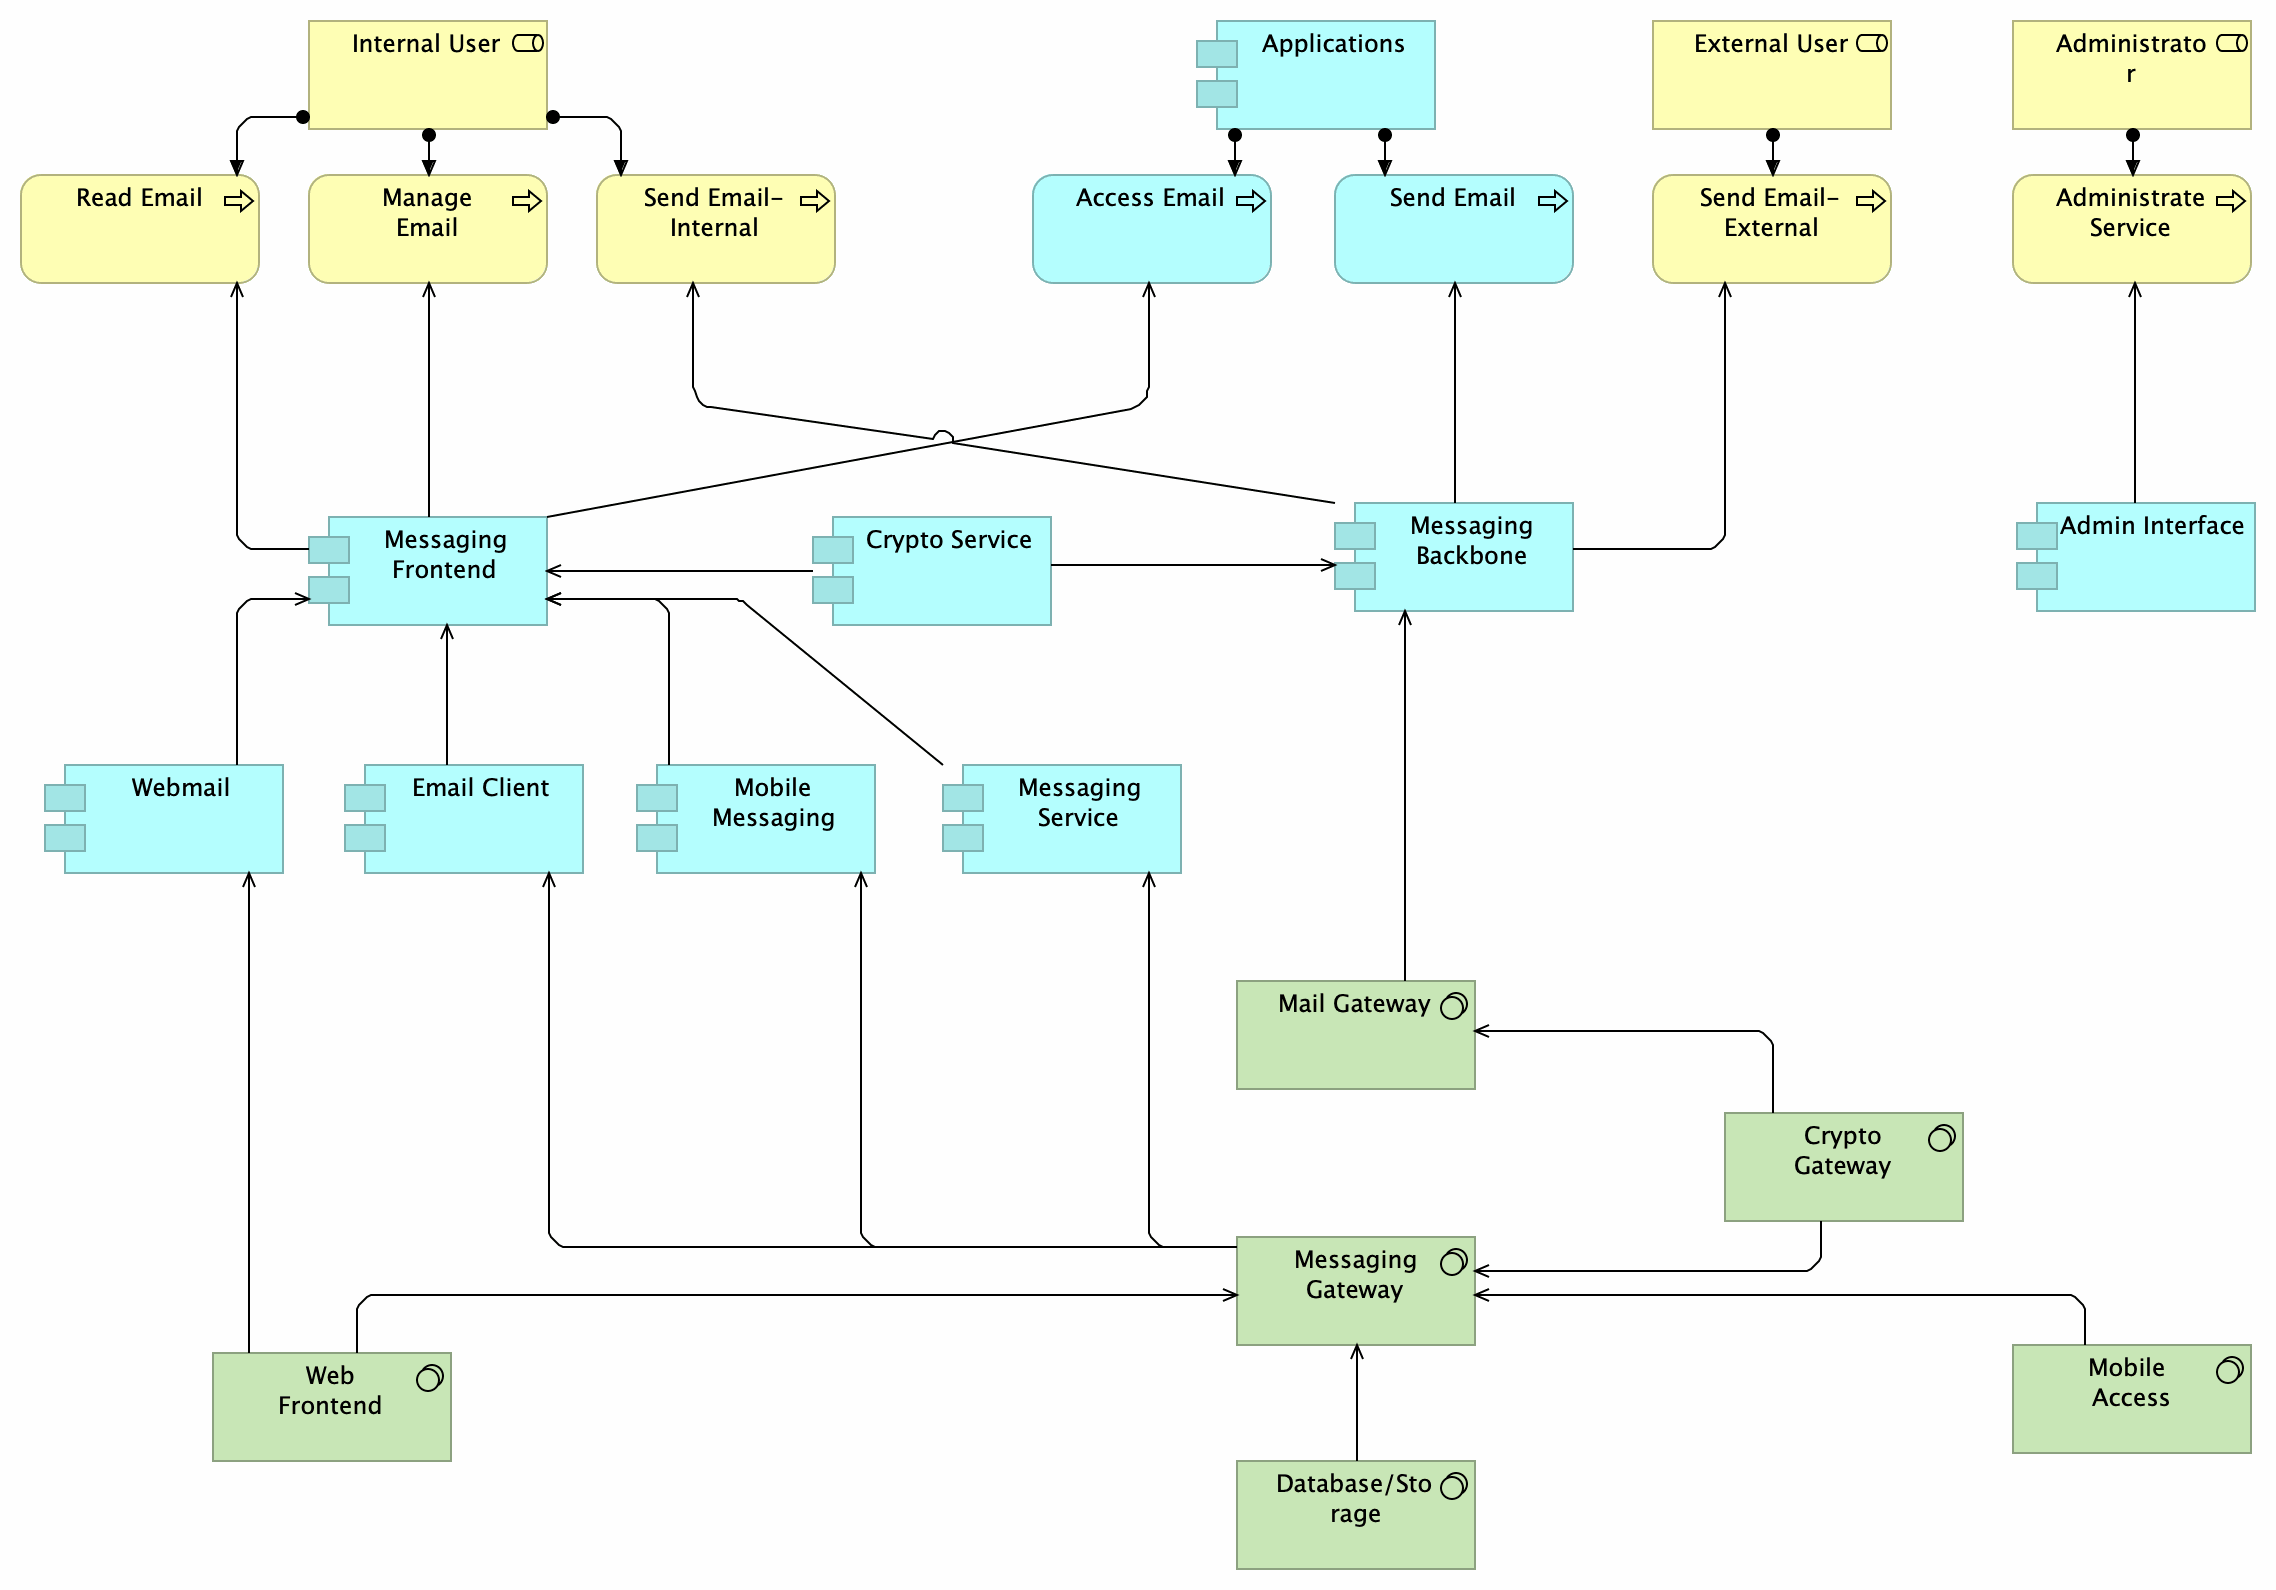 Internal User
Applications
External User
Administrato
r
Read Email
Manage
Email
Send Email-
Internal
Access Email
Send Email
Send Email-
External
Administrate
Service
Messaging
Frontend
Crypto Service
Messaging
Backbone
Admin Interface
Webmail
Email Client
Mobile
Messaging
Messaging
Service
Mail Gateway
Crypto
Gateway
Messaging
Gateway
Web
Frontend
Mobile
Access
Database/Sto
rage